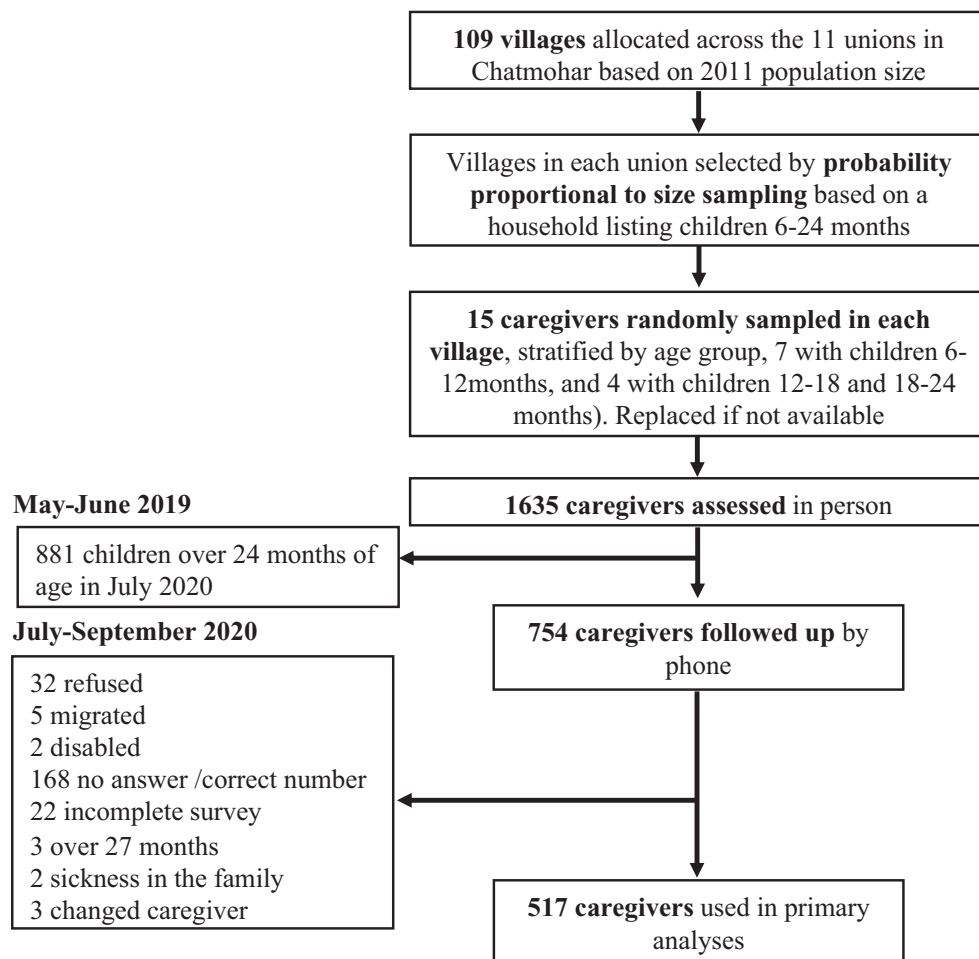 109 villages allocated across the 11 unions in
Chatmohar based on 2011 population size
Villages in each union selected by probability
proportional to size sampling based on a
household listing children 6-24 months
15 caregivers randomly sampled in each
village, stratified by age group, 7 with children 6-
12months, and 4 with children 12-18 and 18-24
months). Replaced if not available
1635 caregivers assessed in person
May-June 2019
881 children over 24 months of
age in July 2020
754 caregivers followed up by
phone
July-September 2020
32 refused
5 migrated
2 disabled
168 no answer /correct number
22 incomplete survey
3 over 27 months
2 sickness in the family
3 changed caregiver
517 caregivers used in primary
analyses